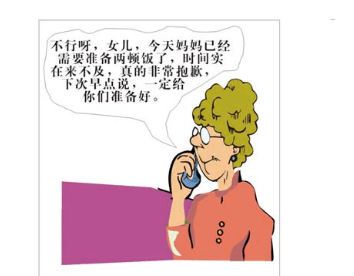 不行呀，女儿，今天妈妈已经
需要准备两顿饭了，时间实
在来不及，真的非常抱歉，
下次早点说，一定给
你们准备好。